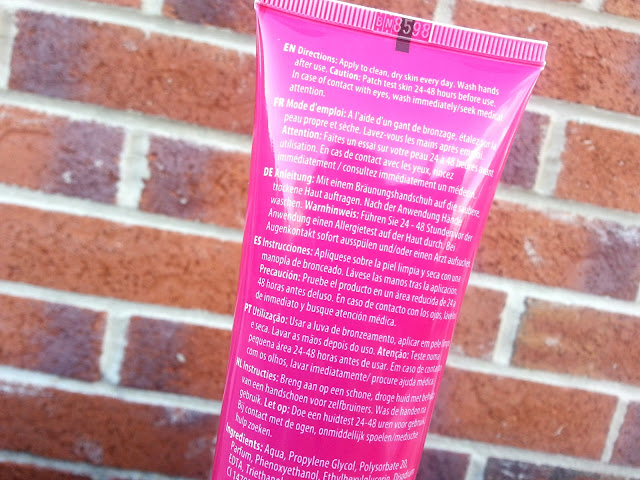 BN8598
EN Directions: Apply to clean, dry skin every day. Wash hands
after use. Caution: Patch test skin 24-48 hours before use.
In case of contact with eyes, wash immediately/seek medical
attention.
FR Mode d'emploi: A l'aide d'un gant de bronzage, étalez sur la
peau propre et sèche. Lavez-vous les mains après emploi.
Attention: Faites un essai sur votre peau 24 à 48 heures avant
utilisation. En cas de contact avec les yeux, rincez
immédiatement / consultez immédiatement un médecin.
DE Anleitung: Mit einem Bräunungshandschuh auf die saubere,
trockene Haut auftragen. Nach der Anwendung Hände
waschen. Warnhinweis: Führen Sie 24 - 48 Stunden vor der
Anwendung einen Allergietest auf der Haut durch. Bei
Augenkontakt sofort ausspülen und/oder einen Arzt aufsuchen.
ES Instrucciones: Aplíquese sobre la piel limpia y seca con una
manopla de bronceado. Lávese las manos tras la aplicación.
Precaución: Pruebe el producto en un área reducida de 24 a
48 horas antes deluso. En caso de contacto con los ojos, lavelos
de inmediato y busque atención médica.
PT Utilização: Usar a luva de bronzeamento, aplicar em pele limpa
e seca. Lavar as mãos depois do uso. Atenção: Teste numa
pequena área 24-48 horas antes de usar. Em caso de contacto
com os olhos, lavar imediatamente/ procure ajuda médica.
NL Instructies: Breng aan op een schone, droge huid met behulp
van een handschoen voor zelfbruiners. Was de handen na
gebruik. Let op: Doe een huidtest 24-48 uren voor gebruik.
Bij contact met de ogen, onmiddellijk spoelen/medische
hulp zoeken.
Ingredients: Aqua, Propylene Glycol, Polysorbate 20,
Parfum, Phenoxyethanol, Ethylhexylglycerin, Disodium
EDTA, Triethanol
CI 147